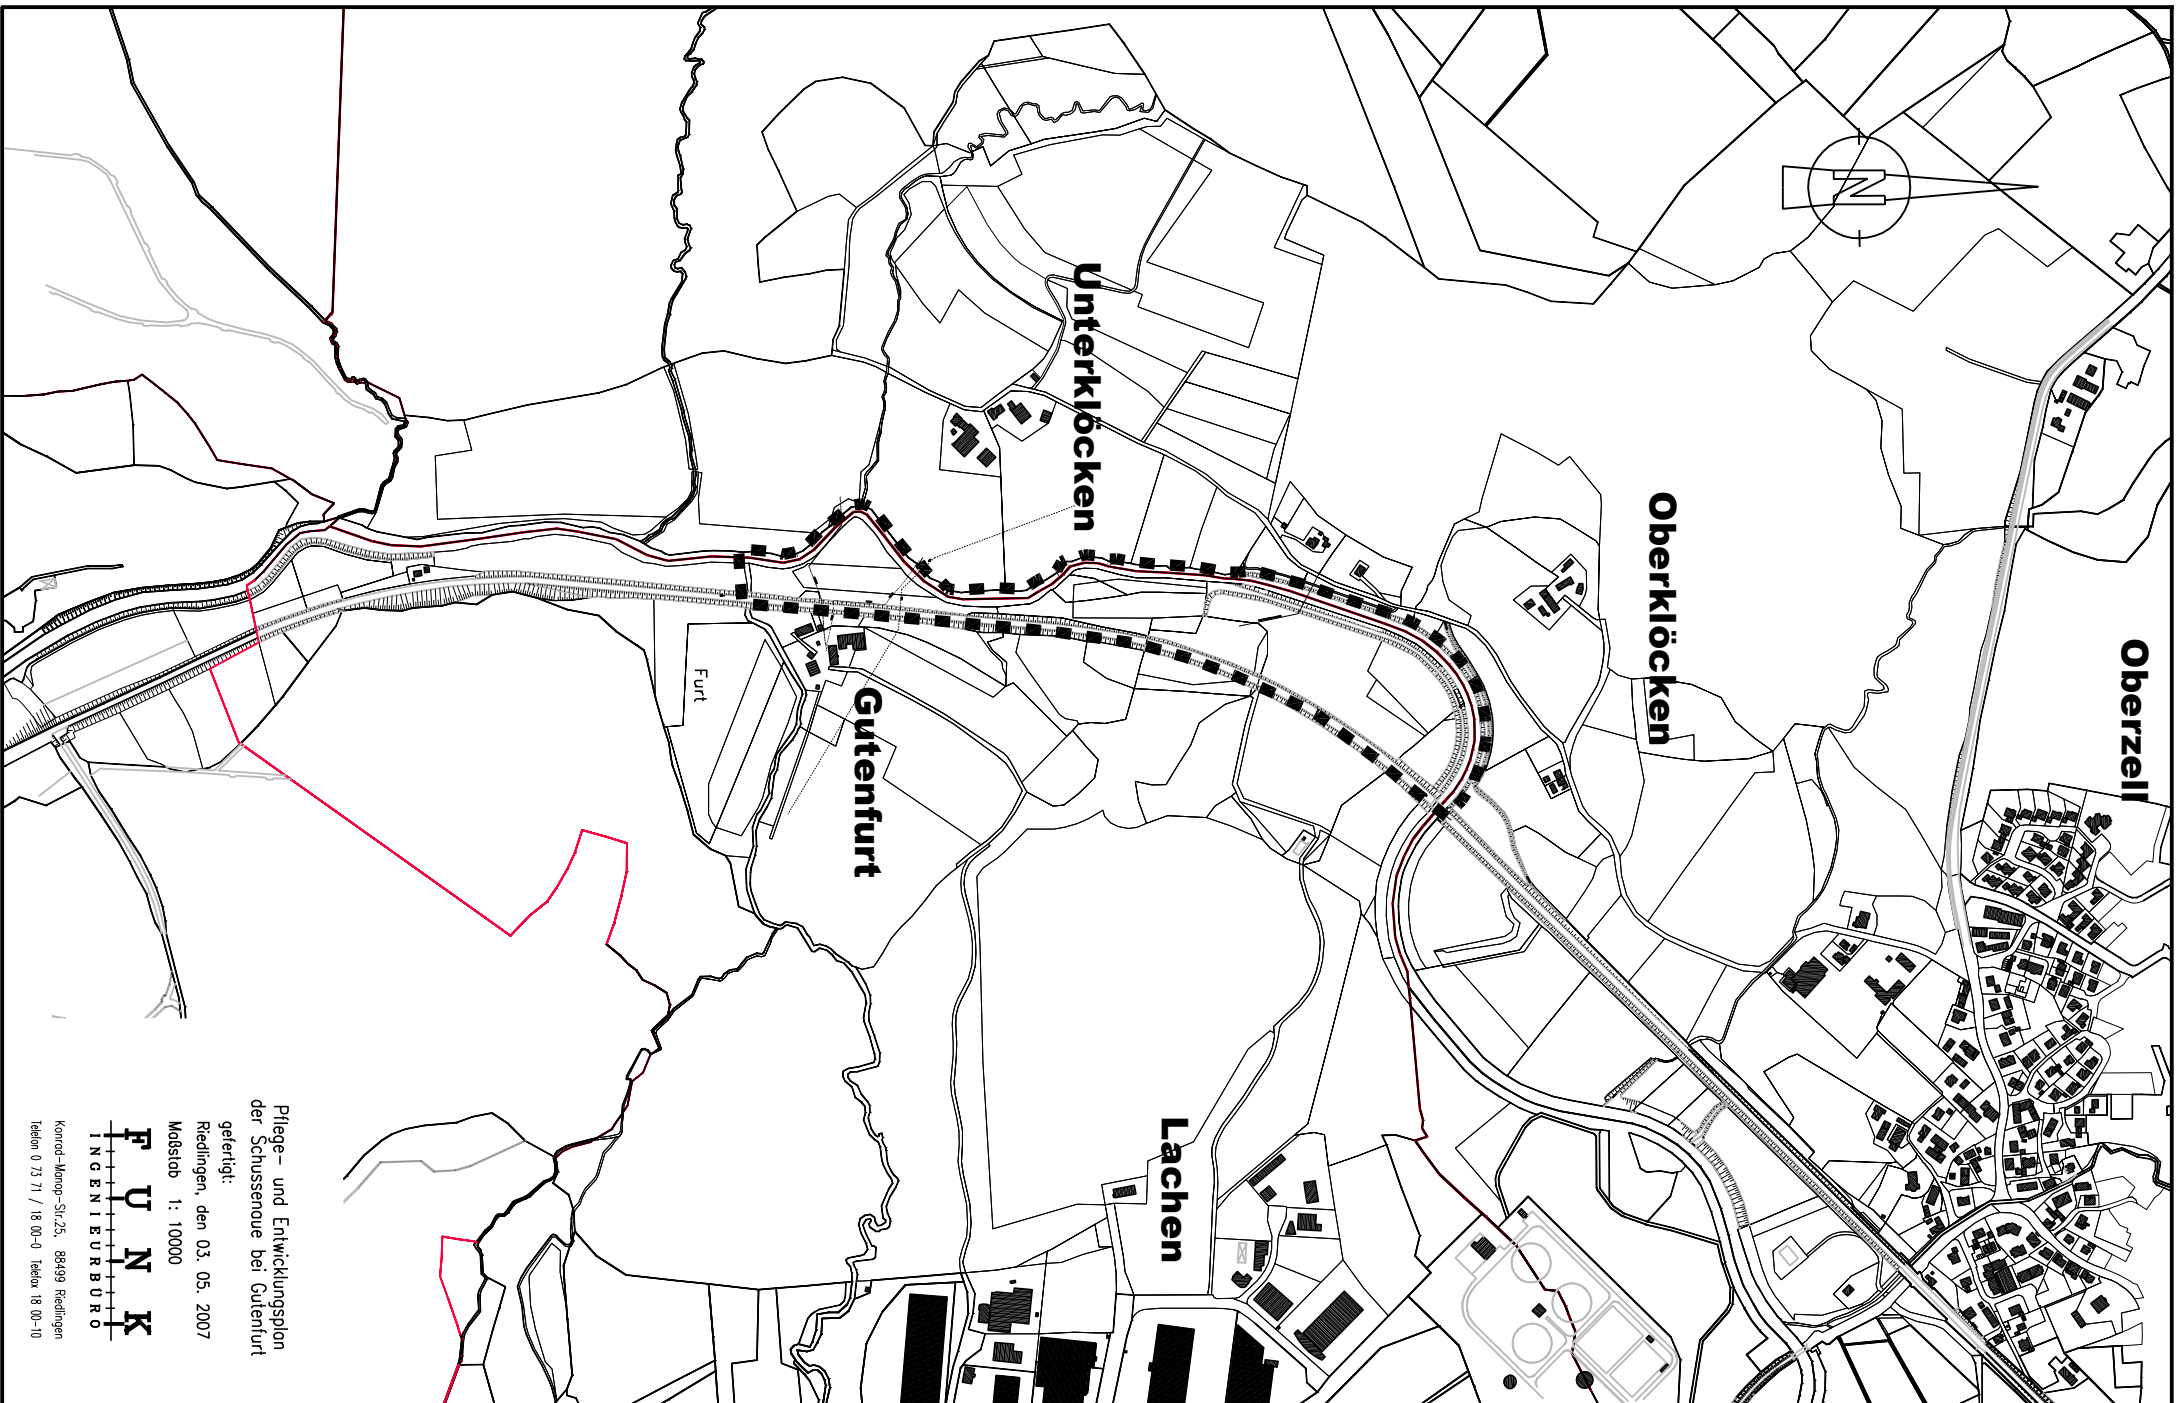 Oberzell
Oberklöcken
Unterklöcken
N
Gutenfurt
Furt
Lachen
Pflege- und Entwicklungsplan
der Schussenaue bei Gutenfurt
gefertigt:
Riedlingen, den 03. 05. 2007
Maßstab 1: 10000
FUNK
INGENIEURBÜRO
Konrad-Manop-Str.25, 88499 Riedlingen
Telefon 0 73 71 / 18 00-0 Telefax 18 00-10